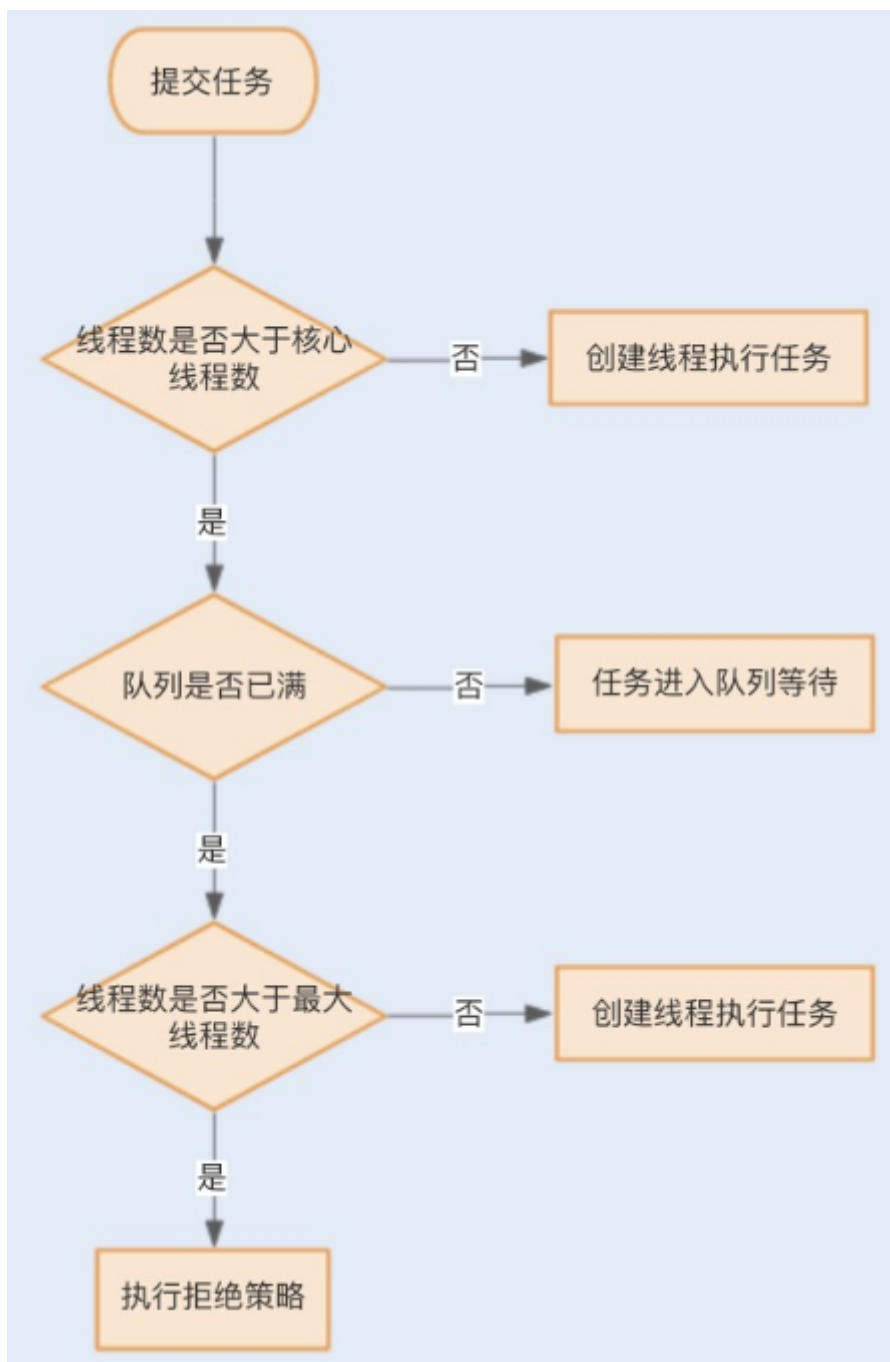 提交任务
线程数是否大于核心
线程数
否
创建线程执行任务
是
队列是否已满
否
任务进入队列等待
是
线程数是否大于最大
线程数
否
创建线程执行任务
是
执行拒绝策略